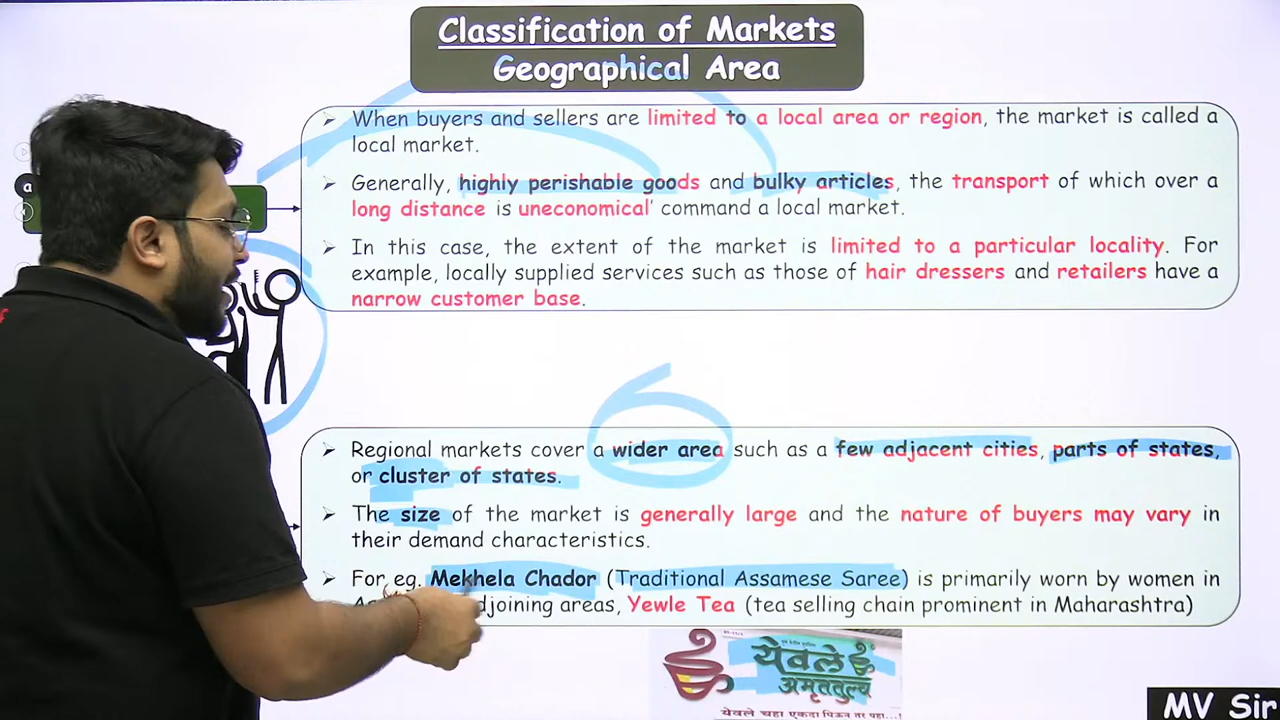 Classification of Markets
Geographical Area
➢ When buyers and sellers are limited to a local area or region, the market is called a
local market.
➢ Generally, highly perishable goods and bulky articles, the transport of which over a
long distance is uneconomical’ command a local market.
➢ In this case, the extent of the market is limited to a particular locality. For
example, locally supplied services such as those of hair dressers and retailers have a
narrow customer base.
a
➢ Regional markets cover a wider area such as a few adjacent cities, parts of states,
or cluster of states.
➢ The size of the market is generally large and the nature of buyers may vary in
their demand characteristics.
➢ For eg. Mekhela Chador (Traditional Assamese Saree) is primarily worn by women in
djoining areas, Yewle Tea (tea selling chain prominent in Maharashtra)
येवले
अमृततुल्य
येवले चहा एकदा पिऊन तर पहा...!
MV Sir